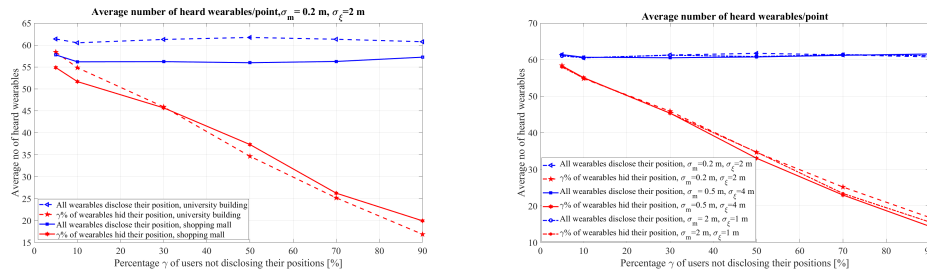 Average number of heard wearables/point,σm= 0.2 m, σξ=2 m
65
60
55
50
45
40
35
30
25
20
15
Average no of heard wearables
All wearables disclose their position, university building
γ% of wearables hid their position, university building
All wearables disclose their position, shopping mall
γ% of wearables hid their position, shopping mall
0 10 20 30 40 50 60 70 80 90
Percentage γ of users not disclosing their positions [%]
Average number of heard wearables/point
70
60
50
40
30
20
10
Average no of heard wearables
All wearables disclose their position, σm=0.2 m, σξ=2 m
γ% of wearables hid their position, σm=0.2 m, σξ=2 m
All wearables disclose their position, σm= 0.5 m, σξ=4 m
γ% of wearables hid their position, σm=0.5 m, σξ=4 m
All wearables disclose their position, σm= 2 m, σξ=1 m
γ% of wearables hid their position, σm=2 m, σξ=1 m
0 10 20 30 40 50 60 70 80 90
Percentage γ of users not disclosing their positions [%]